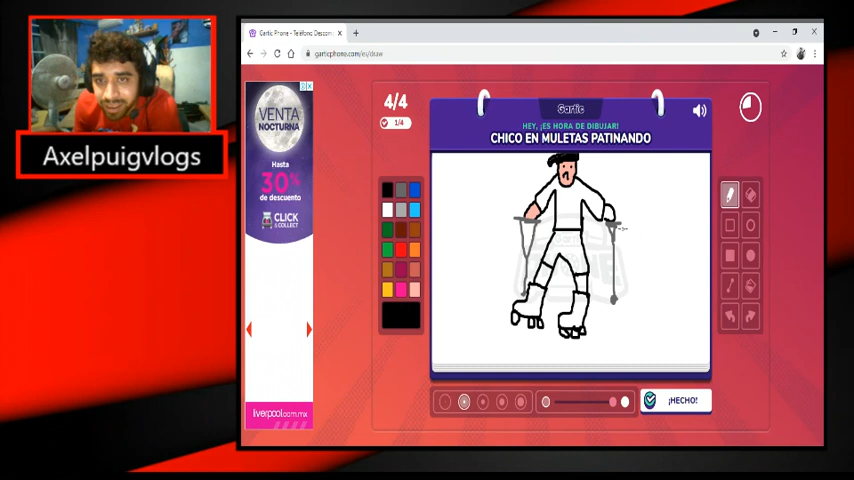 Gartic Phone - Teléfono Descom
garticphone.com/es/draw
Axelpuigvlogs
VENTA
NOCTURNA
Hasta
30%
de descuento
CLICK
& COLLECT
liverpool.com.mx
4/4
1/4
Gartic
HEY, ¡ES HORA DE DIBUJAR!
CHICO EN MULETAS PATINANDO
¡HECHO!